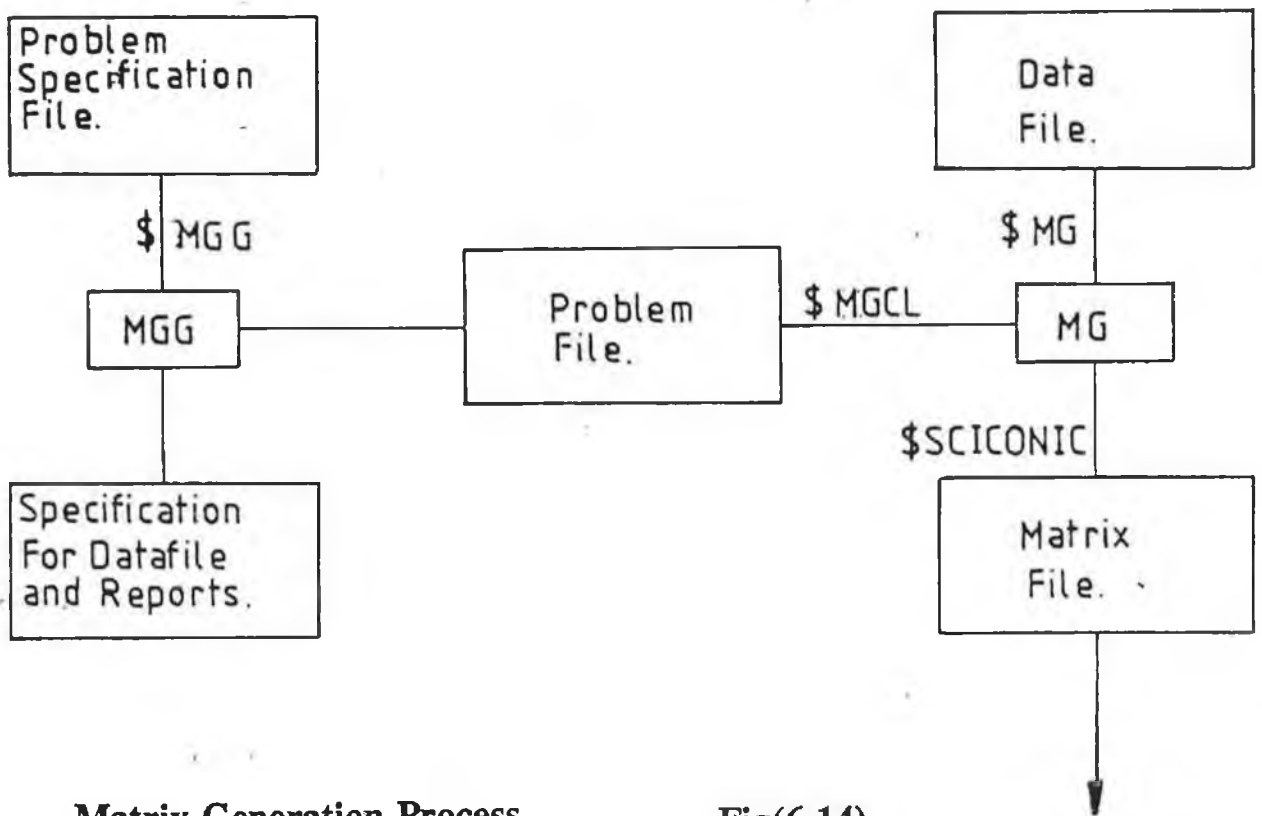 Problem
Specification
File.
$ MGG
MGG
Specification
For Datafile
and Reports.
Problem
File.
$ MGCL
Data
File.
$ MG
MG
$SCICONIC
Matrix
File.
Matrix Generation Process
Fig(6.14)